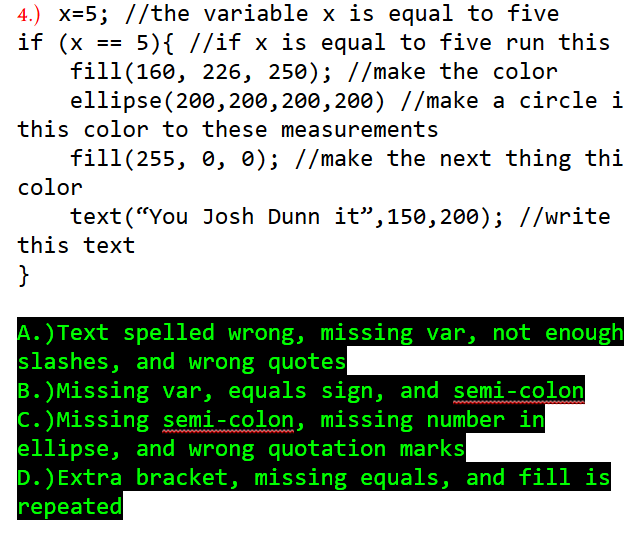 4.) x=5; //the variable x is equal to five
if (x == 5){ //if x is equal to five run this
fill(160, 226, 250); //make the color
ellipse(200,200,200,200) //make a circle i
this color to these measurements
fill(255, 0, 0); //make the next thing thi
color
text(“You Josh Dunn it”,150,200); //write
this text
}
A.)Text spelled wrong, missing var, not enough
slashes, and wrong quotes
B.)Missing var, equals sign, and semi-colon
C.)Missing semi-colon, missing number in
ellipse, and wrong quotation marks
D.)Extra bracket, missing equals, and fill is
repeated